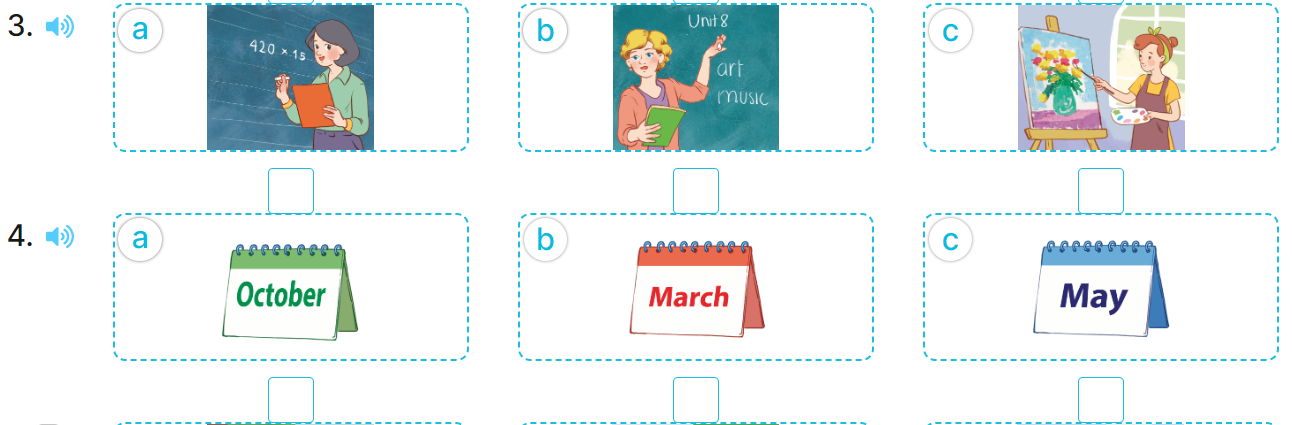 3.
a
420 × 15
b
Unit 8
art
music
c
4.
a
October
b
March
c
May